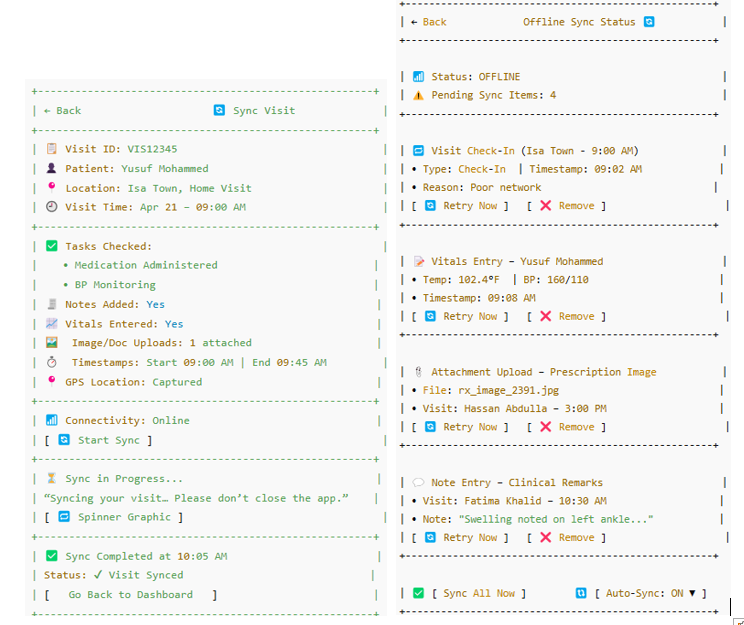 ← Back Sync Visit
Visit ID: VIS12345
Patient: Yusuf Mohammed
Location: Isa Town, Home Visit
Visit Time: Apr 21 – 09:00 AM
Tasks Checked:
• Medication Administered
• BP Monitoring
Notes Added: Yes
Vitals Entered: Yes
Image/Doc Uploads: 1 attached
Timestamps: Start 09:00 AM | End 09:45 AM
GPS Location: Captured
Connectivity: Online
[ Start Sync ]
Sync in Progress...
“Syncing your visit… Please don’t close the app.”
[ Spinner Graphic ]
Sync Completed at 10:05 AM
Status: ✓ Visit Synced
[ Go Back to Dashboard ]
← Back Offline Sync Status
Status: OFFLINE
Pending Sync Items: 4
Visit Check-In (Isa Town - 9:00 AM)
• Type: Check-In | Timestamp: 09:02 AM
• Reason: Poor network
[ Retry Now ] [ Remove ]
Vitals Entry – Yusuf Mohammed
• Temp: 102.4°F | BP: 160/110
• Timestamp: 09:08 AM
[ Retry Now ] [ Remove ]
Attachment Upload – Prescription Image
• File: rx_image_2391.jpg
• Visit: Hassan Abdulla – 3:00 PM
[ Retry Now ] [ Remove ]
Note Entry – Clinical Remarks
• Visit: Fatima Khalid – 10:30 AM
• Note: "Swelling noted on left ankle..."
[ Retry Now ] [ Remove ]
[ Sync All Now ] [ Auto-Sync: ON ▼ ]